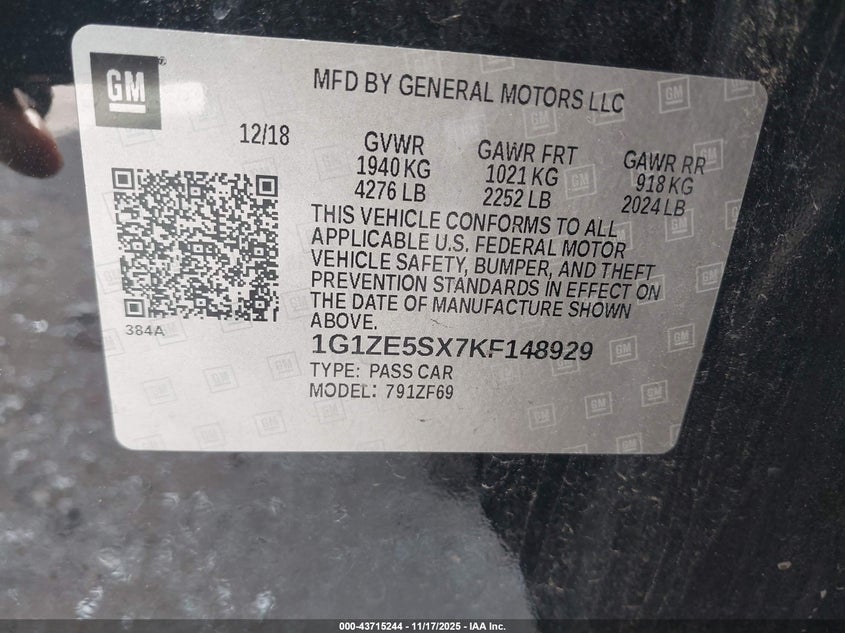 GM
MFD BY GENERAL MOTORS LLC
12/18
GVWR
1940 KG
4276 LB
GAWR FRT
1021 KG
2252 LB
GAWR RR
918 KG
2024 LB
THIS VEHICLE CONFORMS TO ALL
APPLICABLE U.S. FEDERAL MOTOR
VEHICLE SAFETY, BUMPER, AND THEFT
PREVENTION STANDARDS IN EFFECT ON
THE DATE OF MANUFACTURE SHOWN
ABOVE.
384A
1G1ZE5SX7KF148929
TYPE: PASS CAR
MODEL: 791ZF69
000-43715244 - 11/17/2025 - IAA Inc.